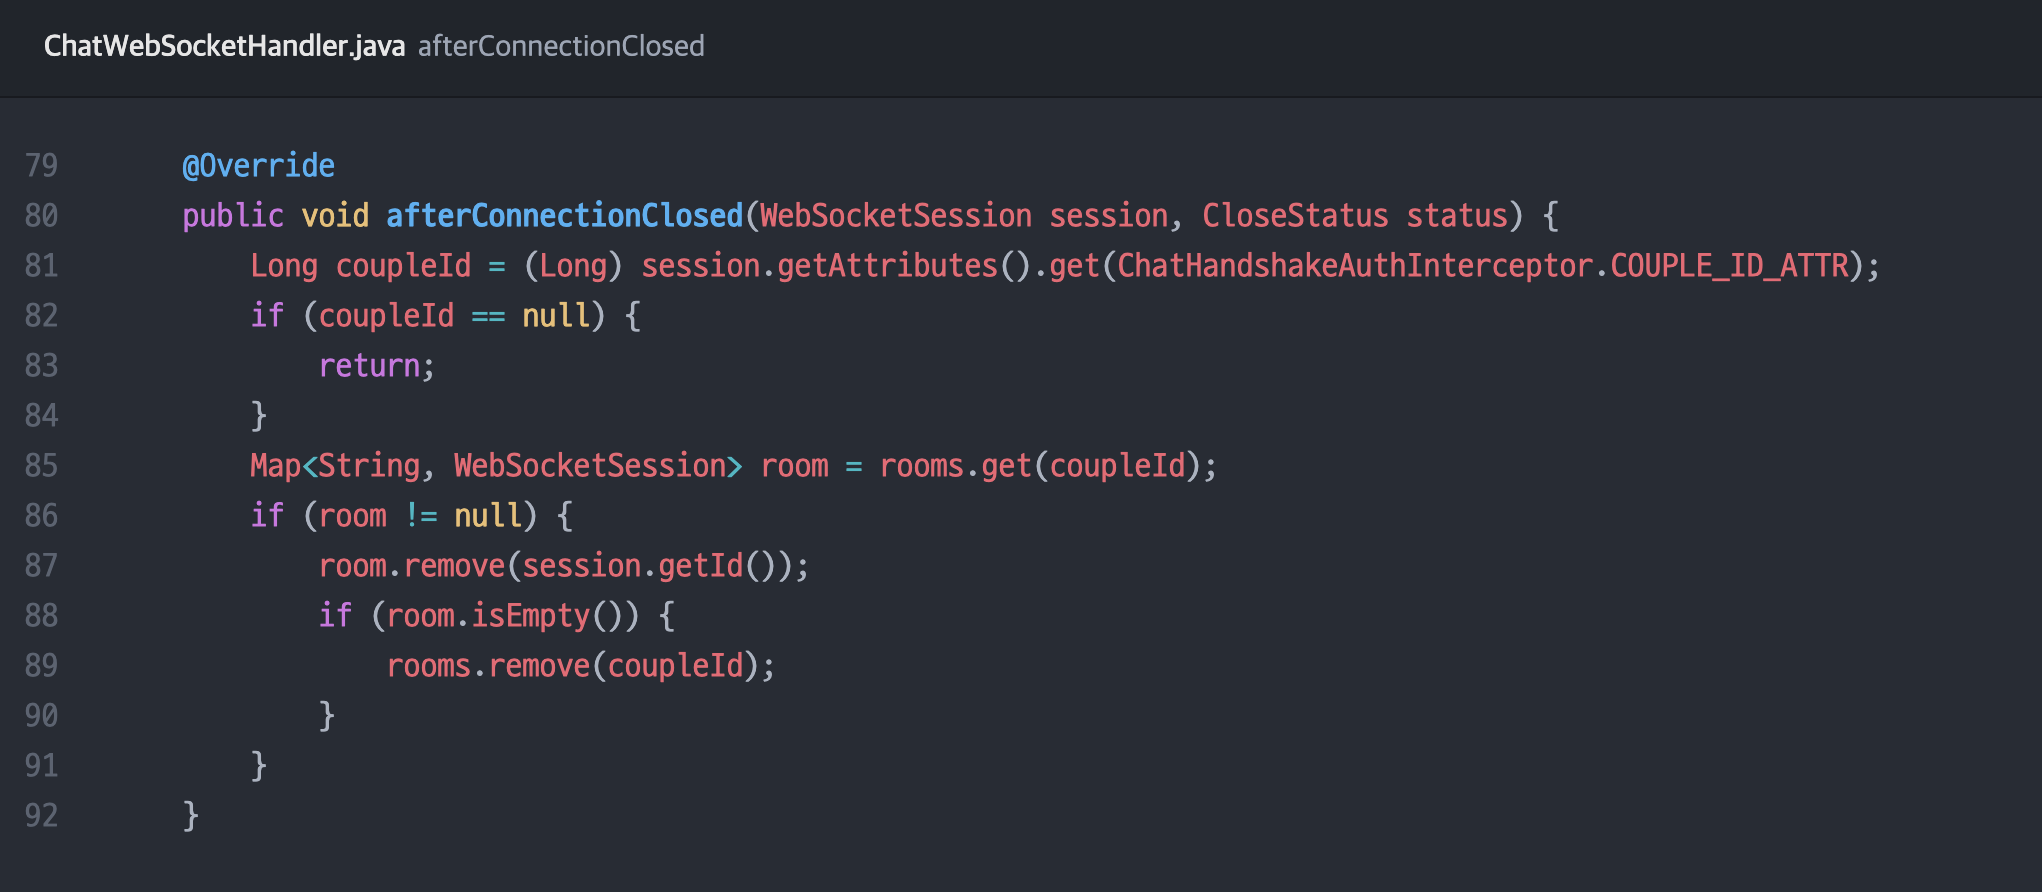 ChatWebSocketHandler.java afterConnectionClosed
79 @Override
80 public void afterConnectionClosed(WebSocketSession session, CloseStatus status) {
81 Long coupleId = (Long) session.getAttributes().get(ChatHandshakeAuthInterceptor.COUPLE_ID_ATTR);
82 if (coupleId == null) {
83 return;
84 }
85 Map<String, WebSocketSession> room = rooms.get(coupleId);
86 if (room != null) {
87 room.remove(session.getId());
88 if (room.isEmpty()) {
89 rooms.remove(coupleId);
90 }
91 }
92 }